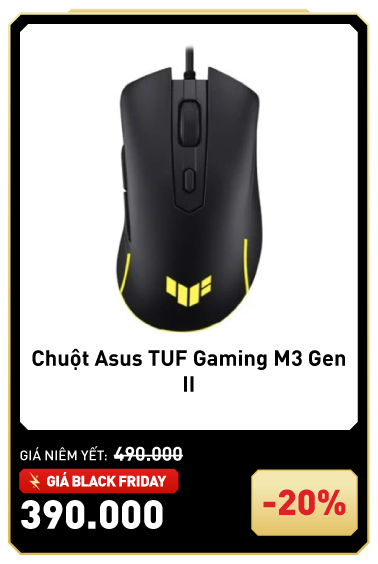 Chuột Asus TUF Gaming M3 Gen
II
GIÁ NIÊM YẾT: 490.000
GIÁ BLACK FRIDAY
390.000
-20%